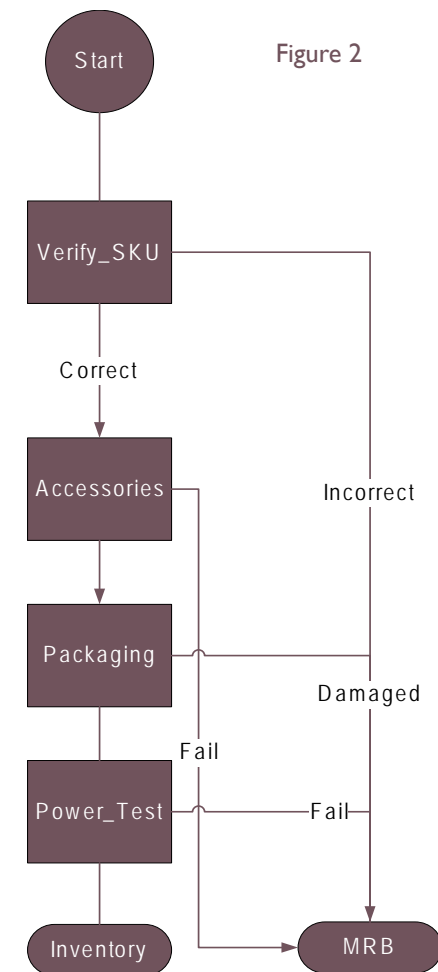 Figure 2
Start
Verify_SKU
Correct
Accessories
Incorrect
Packaging
Damaged
Fail
Power_Test
Fail
Inventory
MRB